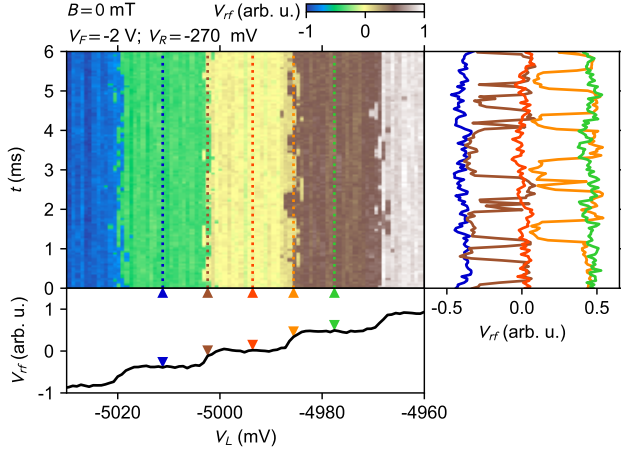 B=0 mT
V_rf (arb. u.)
-1 0 1
V_F=-2 V; V_R=-270 mV
6
5
4
3
2
1
0
t (ms)
-0.5 0.0 0.5
V_rf (arb. u.)
1
0
-1
V_rf (arb. u.)
-5020 -5000 -4980 -4960
V_L (mV)